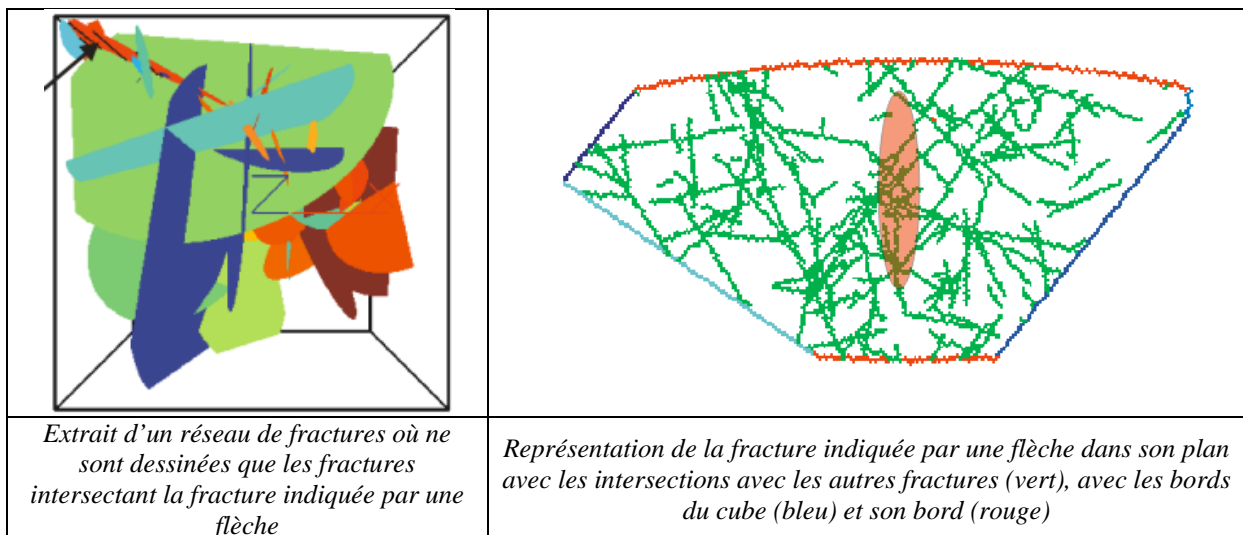 Extrait d’un réseau de fractures où ne
sont dessinées que les fractures
intersectant la fracture indiquée par une
flèche
Représentation de la fracture indiquée par une flèche dans son plan
avec les intersections avec les autres fractures (vert), avec les bords
du cube (bleu) et son bord (rouge)